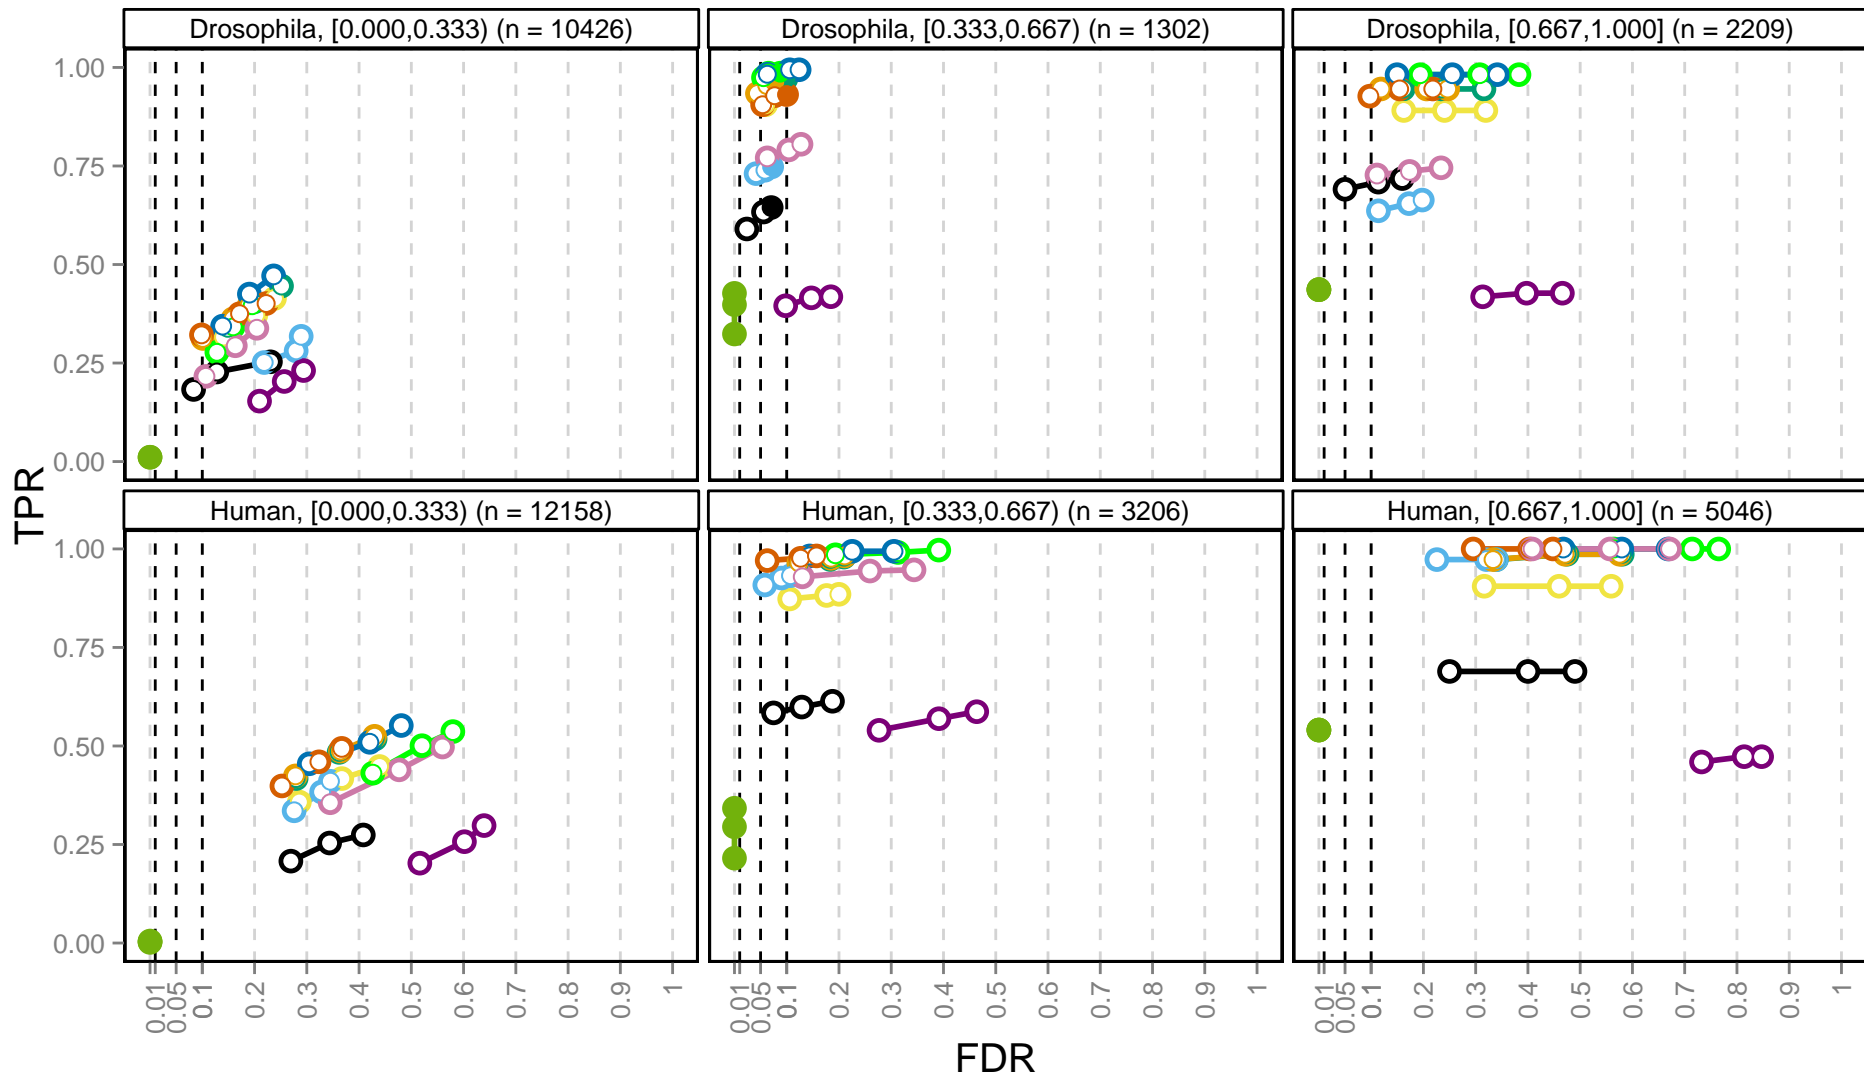 Drosophila, [0.000,0.333) (n = 10426)
Drosophila, [0.333,0.667) (n = 1302)
Drosophila, [0.667,1.000] (n = 2209)
1.00
0.75
0.50
0.25
0.00
Human, [0.000,0.333) (n = 12158)
Human, [0.333,0.667) (n = 3206)
Human, [0.667,1.000] (n = 5046)
1.00
0.75
0.50
0.25
0.00
TPR
0.01 0.05 0.1 0.2 0.3 0.4 0.5 0.6 0.7 0.8 0.9 1
0.01 0.05 0.1 0.2 0.3 0.4 0.5 0.6 0.7 0.8 0.9 1
0.01 0.05 0.1 0.2 0.3 0.4 0.5 0.6 0.7 0.8 0.9 1
FDR